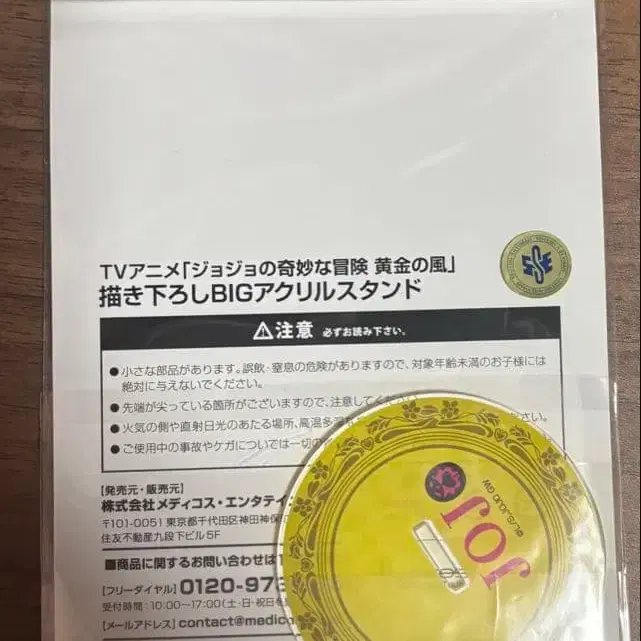 TVアニメ「ジョジョの奇妙な冒険 黄金の風」
描き下ろしBIGアクリルスタンド
⚠注意 必ずお読み下さい。
●小さな部品があります。誤飲・窒息の危険がありますので、対象年齢未満のお子様には
絶対に与えないでください。
●先端が尖っている箇所がございますので、注意してくださ
●火気の側や直射日光のあたる場所、高温多湿な
●ご使用中の事故やケガについては一切の
【発売元・販売元】
株式会社メディコス・エンタテイン
〒101-0051 東京都千代田区神田神保
住友不動産九段下ビル5F
■商品に関するお問い合わせは
【フリーダイヤル】0120-973
受付時間:10:00〜17:00(土・日・祝日を
【メールアドレス】contact@medico
JOJO
©L/S,JOJO GW